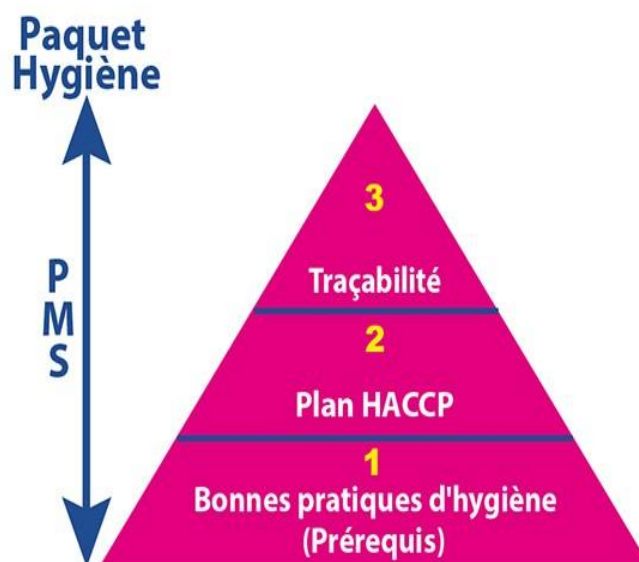 Paquet
Hygiène
P
M
S
3
Traçabilité
2
Plan HACCP
1
Bonnes pratiques d'hygiène
(Prérequis)